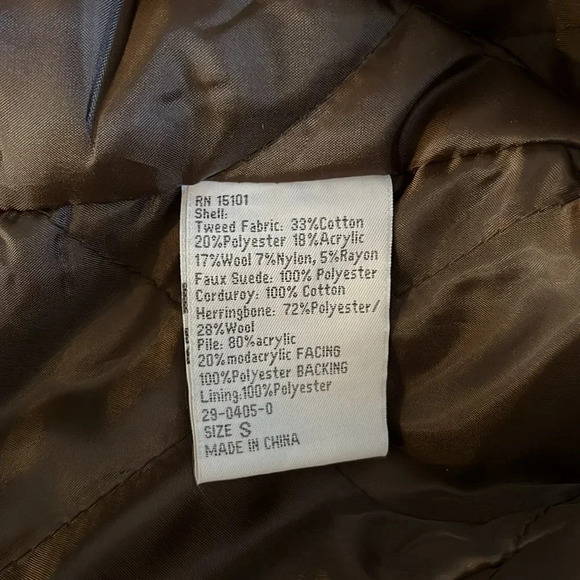 RN 15101
Shell:
Tweed Fabric: 33%Cotton
20%Polyester 18%Acrylic
17%Wool 7%Nylon, 5%Rayon
Faux Suede: 100% Polyester
Corduroy: 100% Cotton
Herringbone: 72%Polyester/
28%Wool
Pile: 80%acrylic
20%modacrylic FACING
100%Polyester BACKING
Lining:100%Polyester
29-0405-0
SIZE S
MADE IN CHINA